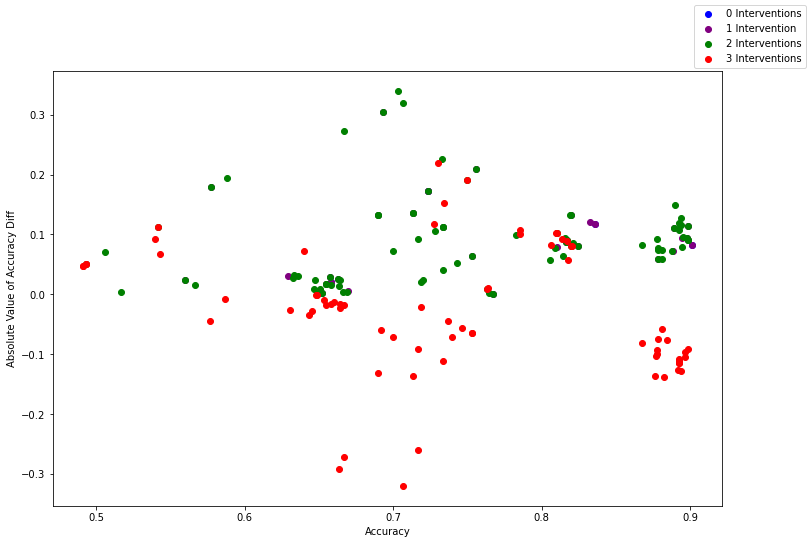 0 Interventions
1 Intervention
2 Interventions
3 Interventions
Absolute Value of Accuracy Diff
0.3
0.2
0.1
0.0
−0.1
−0.2
−0.3
0.5 0.6 0.7 0.8 0.9
Accuracy